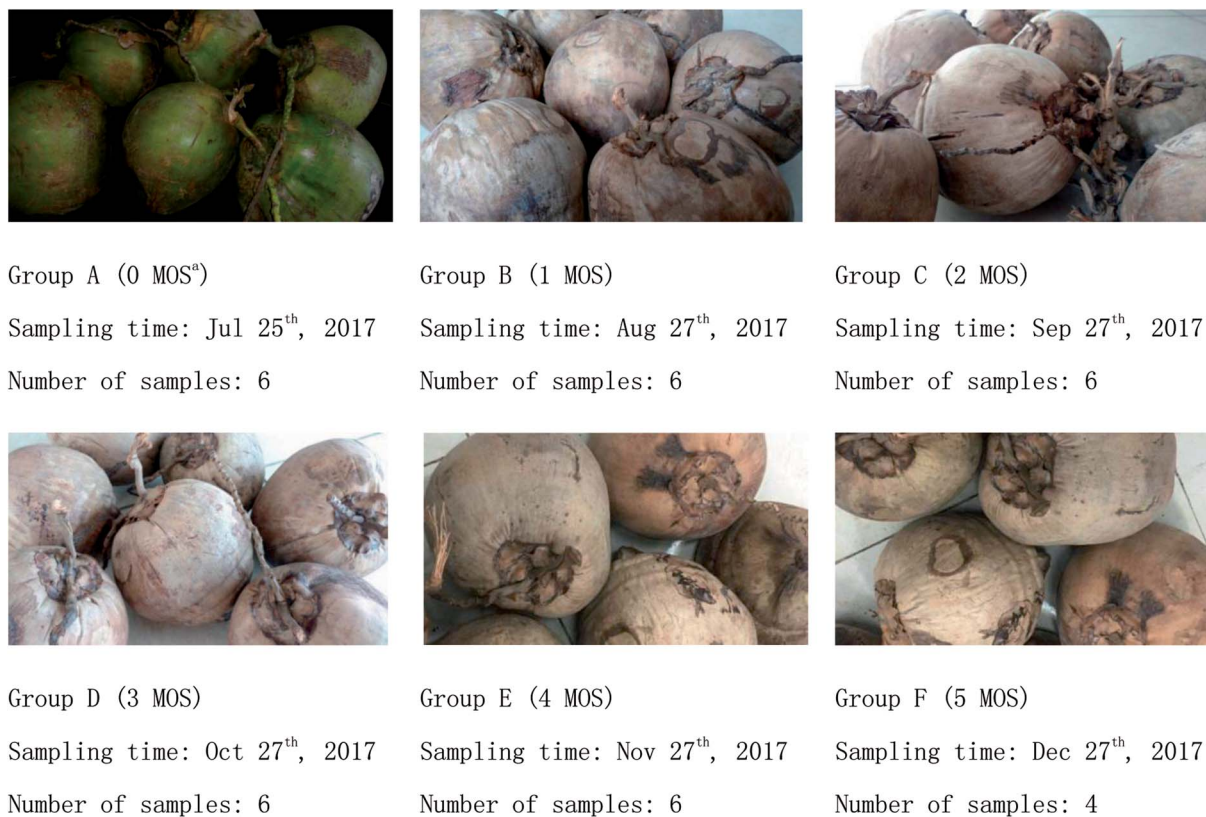 Group A (0 MOSᵃ)
Sampling time: Jul 25ᵗʰ, 2017
Number of samples: 6
Group B (1 MOS)
Sampling time: Aug 27ᵗʰ, 2017
Number of samples: 6
Group C (2 MOS)
Sampling time: Sep 27ᵗʰ, 2017
Number of samples: 6
Group D (3 MOS)
Sampling time: Oct 27ᵗʰ, 2017
Number of samples: 6
Group E (4 MOS)
Sampling time: Nov 27ᵗʰ, 2017
Number of samples: 6
Group F (5 MOS)
Sampling time: Dec 27ᵗʰ, 2017
Number of samples: 4